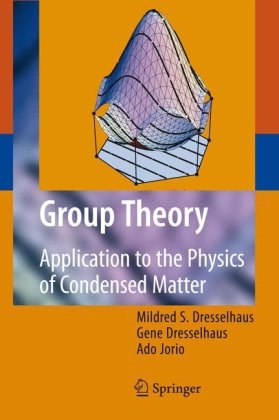 Group Theory
Application to the Physics
of Condensed Matter
Mildred S. Dresselhaus
Gene Dresselhaus
Ado Jorio
Springer